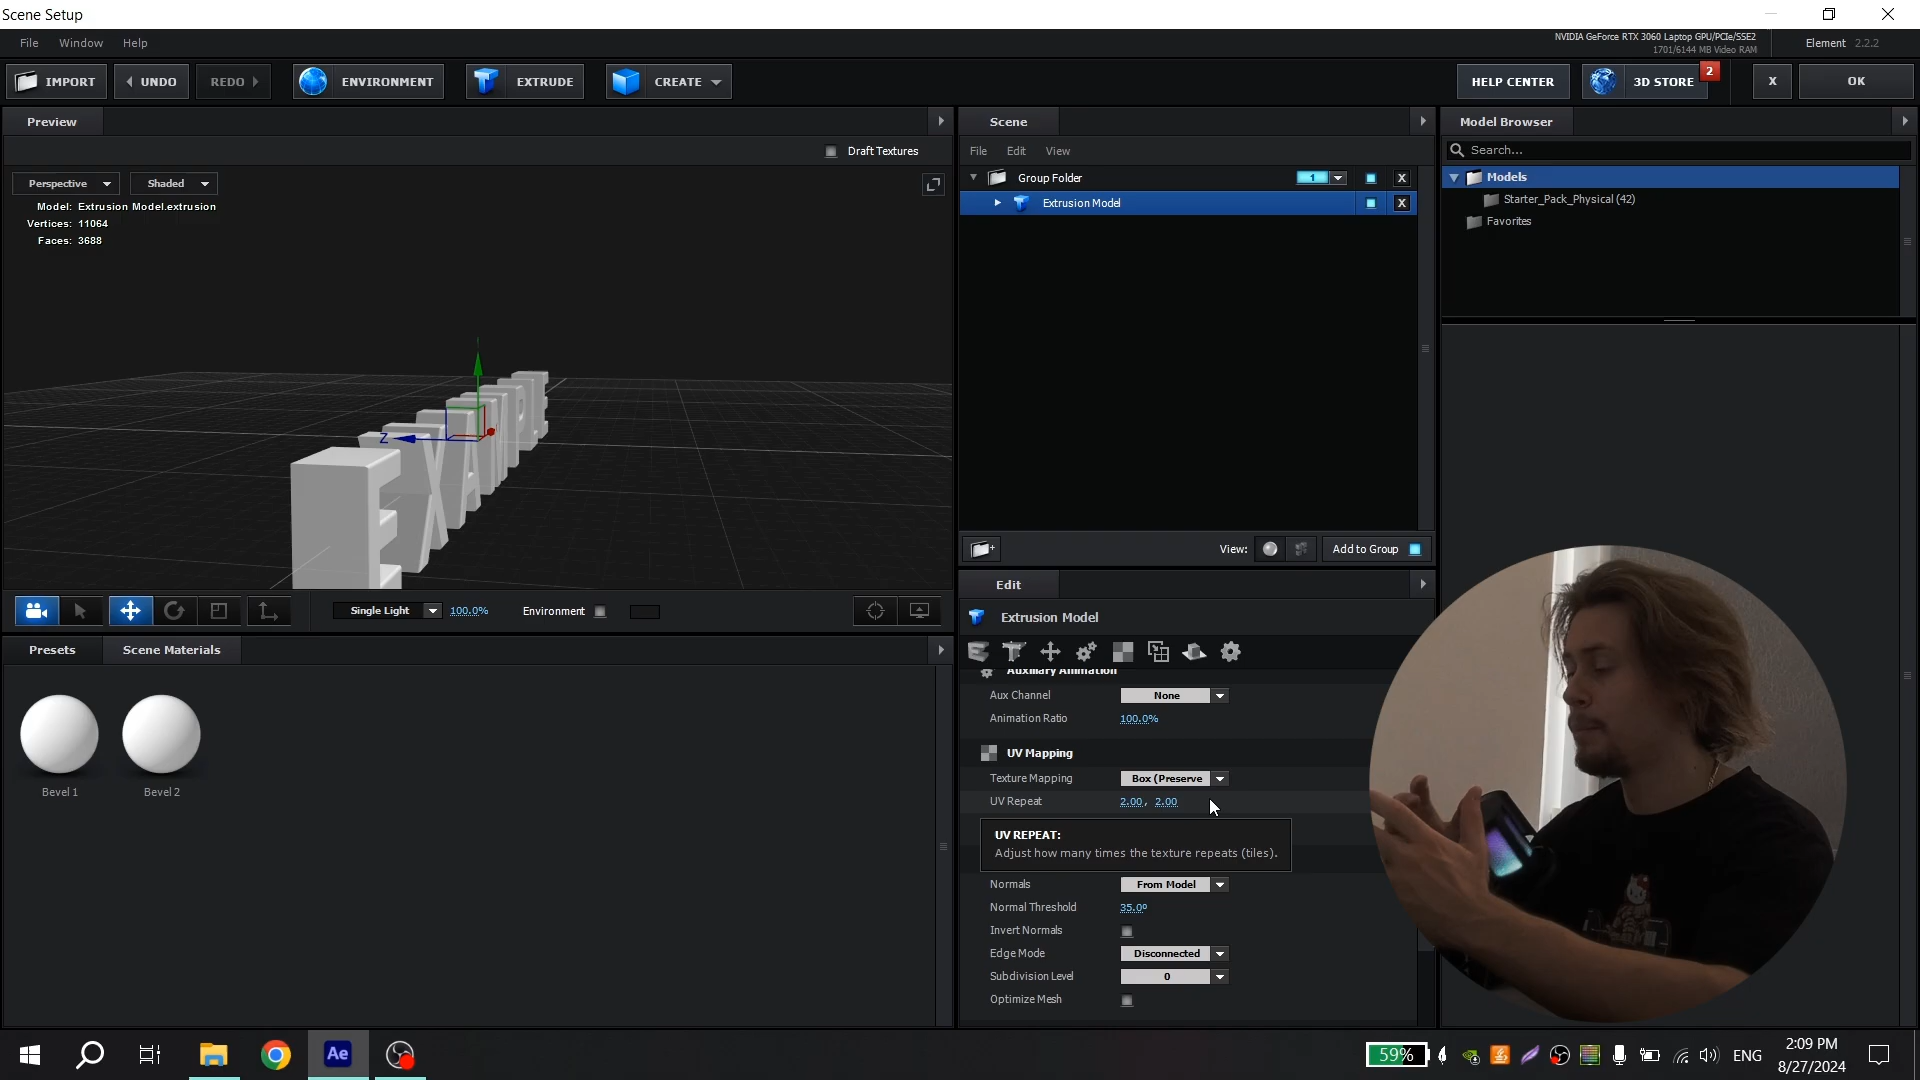 Scene Setup
File Window Help
NVIDIA GeForce RTX 3060 Laptop GPU/PCIe/SSE2
1701/6144 MB Video RAM
Element 2.2.2
IMPORT UNDO REDO ENVIRONMENT EXTRUDE CREATE HELP CENTER 3D STORE 2 X OK
Preview
Draft Textures
Perspective Shaded
Model: Extrusion Model.extrusion
Vertices: 11064
Faces: 3688
Z
EXAMPLE
Single Light 100.0% Environment
Presets Scene Materials
Bevel 1 Bevel 2
Scene
File Edit View
Group Folder 1 X
Extrusion Model X
View: Add to Group
Edit
Extrusion Model
Auxiliary Animation
Aux Channel None
Animation Ratio 100.0%
UV Mapping
Texture Mapping Box (Preserve
UV Repeat 2.00, 2.00
UV REPEAT:
Adjust how many times the texture repeats (tiles).
Normals From Model
Normal Threshold 35.0º
Invert Normals
Edge Mode Disconnected
Subdivision Level 0
Optimize Mesh
Model Browser
Search...
Models
Starter_Pack_Physical (42)
Favorites
Ae
59%
ENG
2:09 PM
8/27/2024